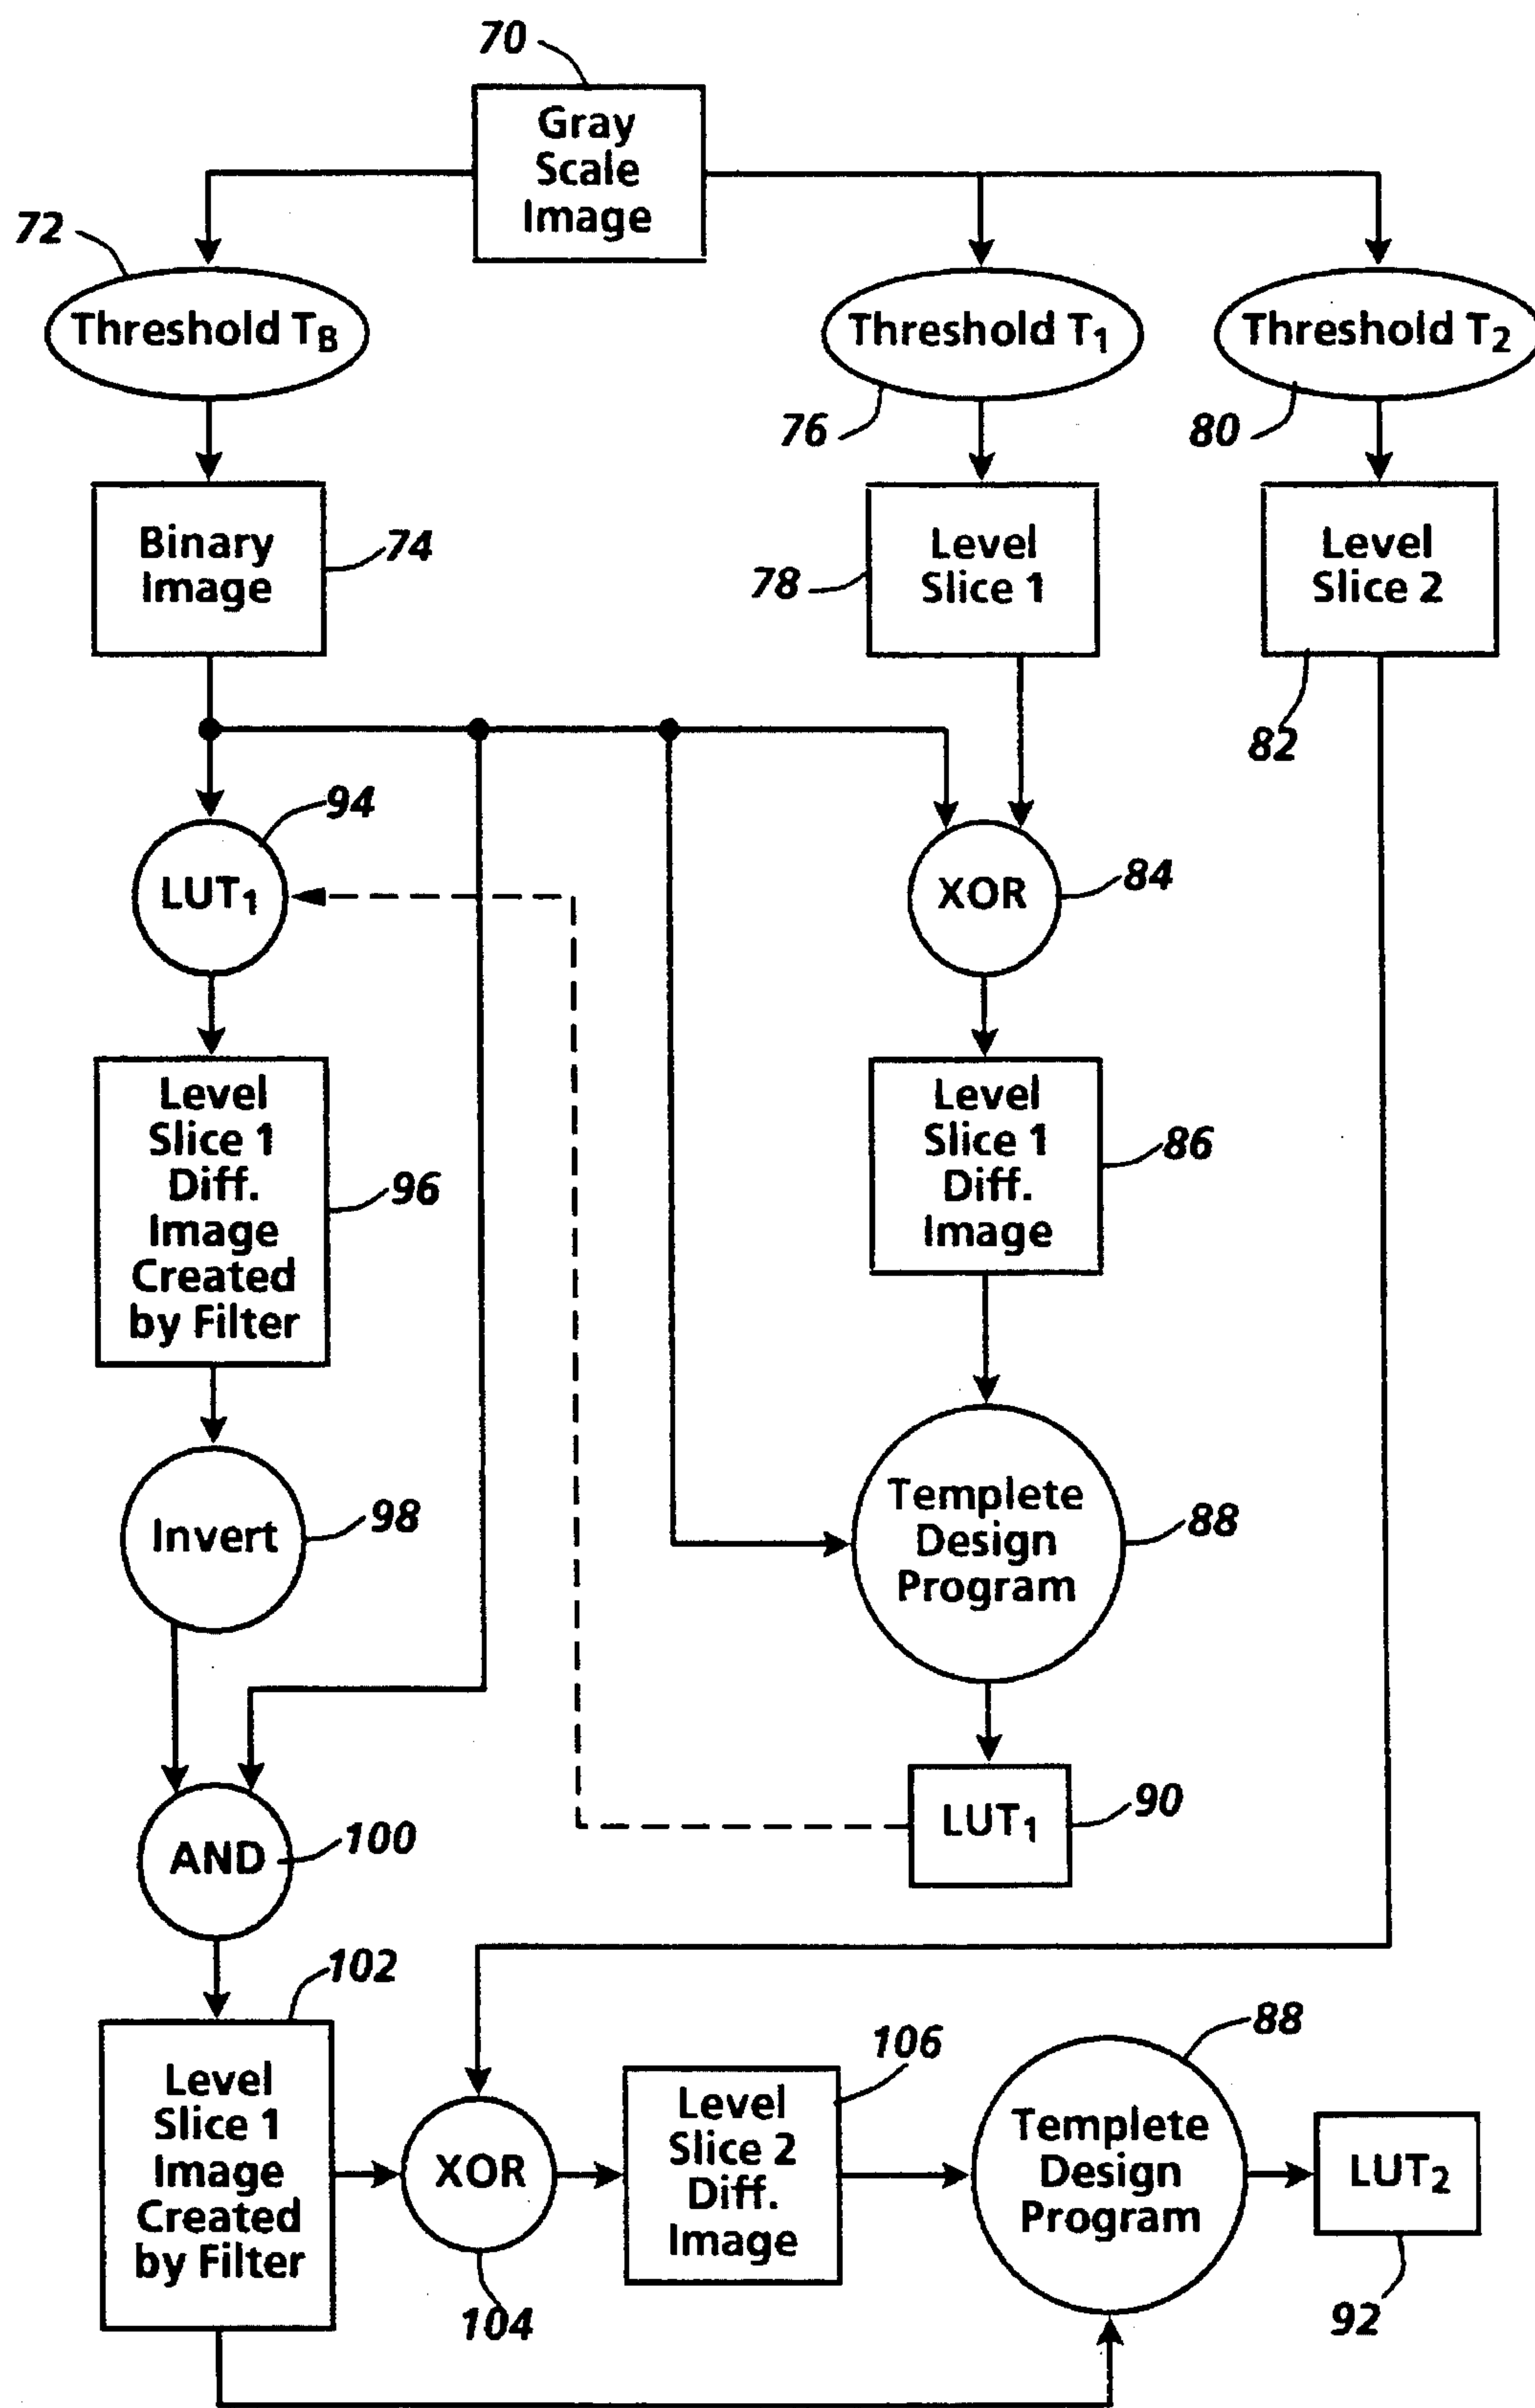 70
Gray
Scale
Image
72
Threshold TB
Threshold T1
Threshold T2
76
80
Binary
Image
74
Level
Slice 1
78
Level
Slice 2
82
94
LUT1
XOR
84
Level
Slice 1
Diff.
Image
Created
by Filter
96
Level
Slice 1
Diff.
Image
86
Invert
98
Templete
Design
Program
88
LUT1
90
AND
100
102
Level
Slice 1
Image
Created
by Filter
XOR
104
106
Level
Slice 2
Diff.
Image
88
Templete
Design
Program
LUT2
92